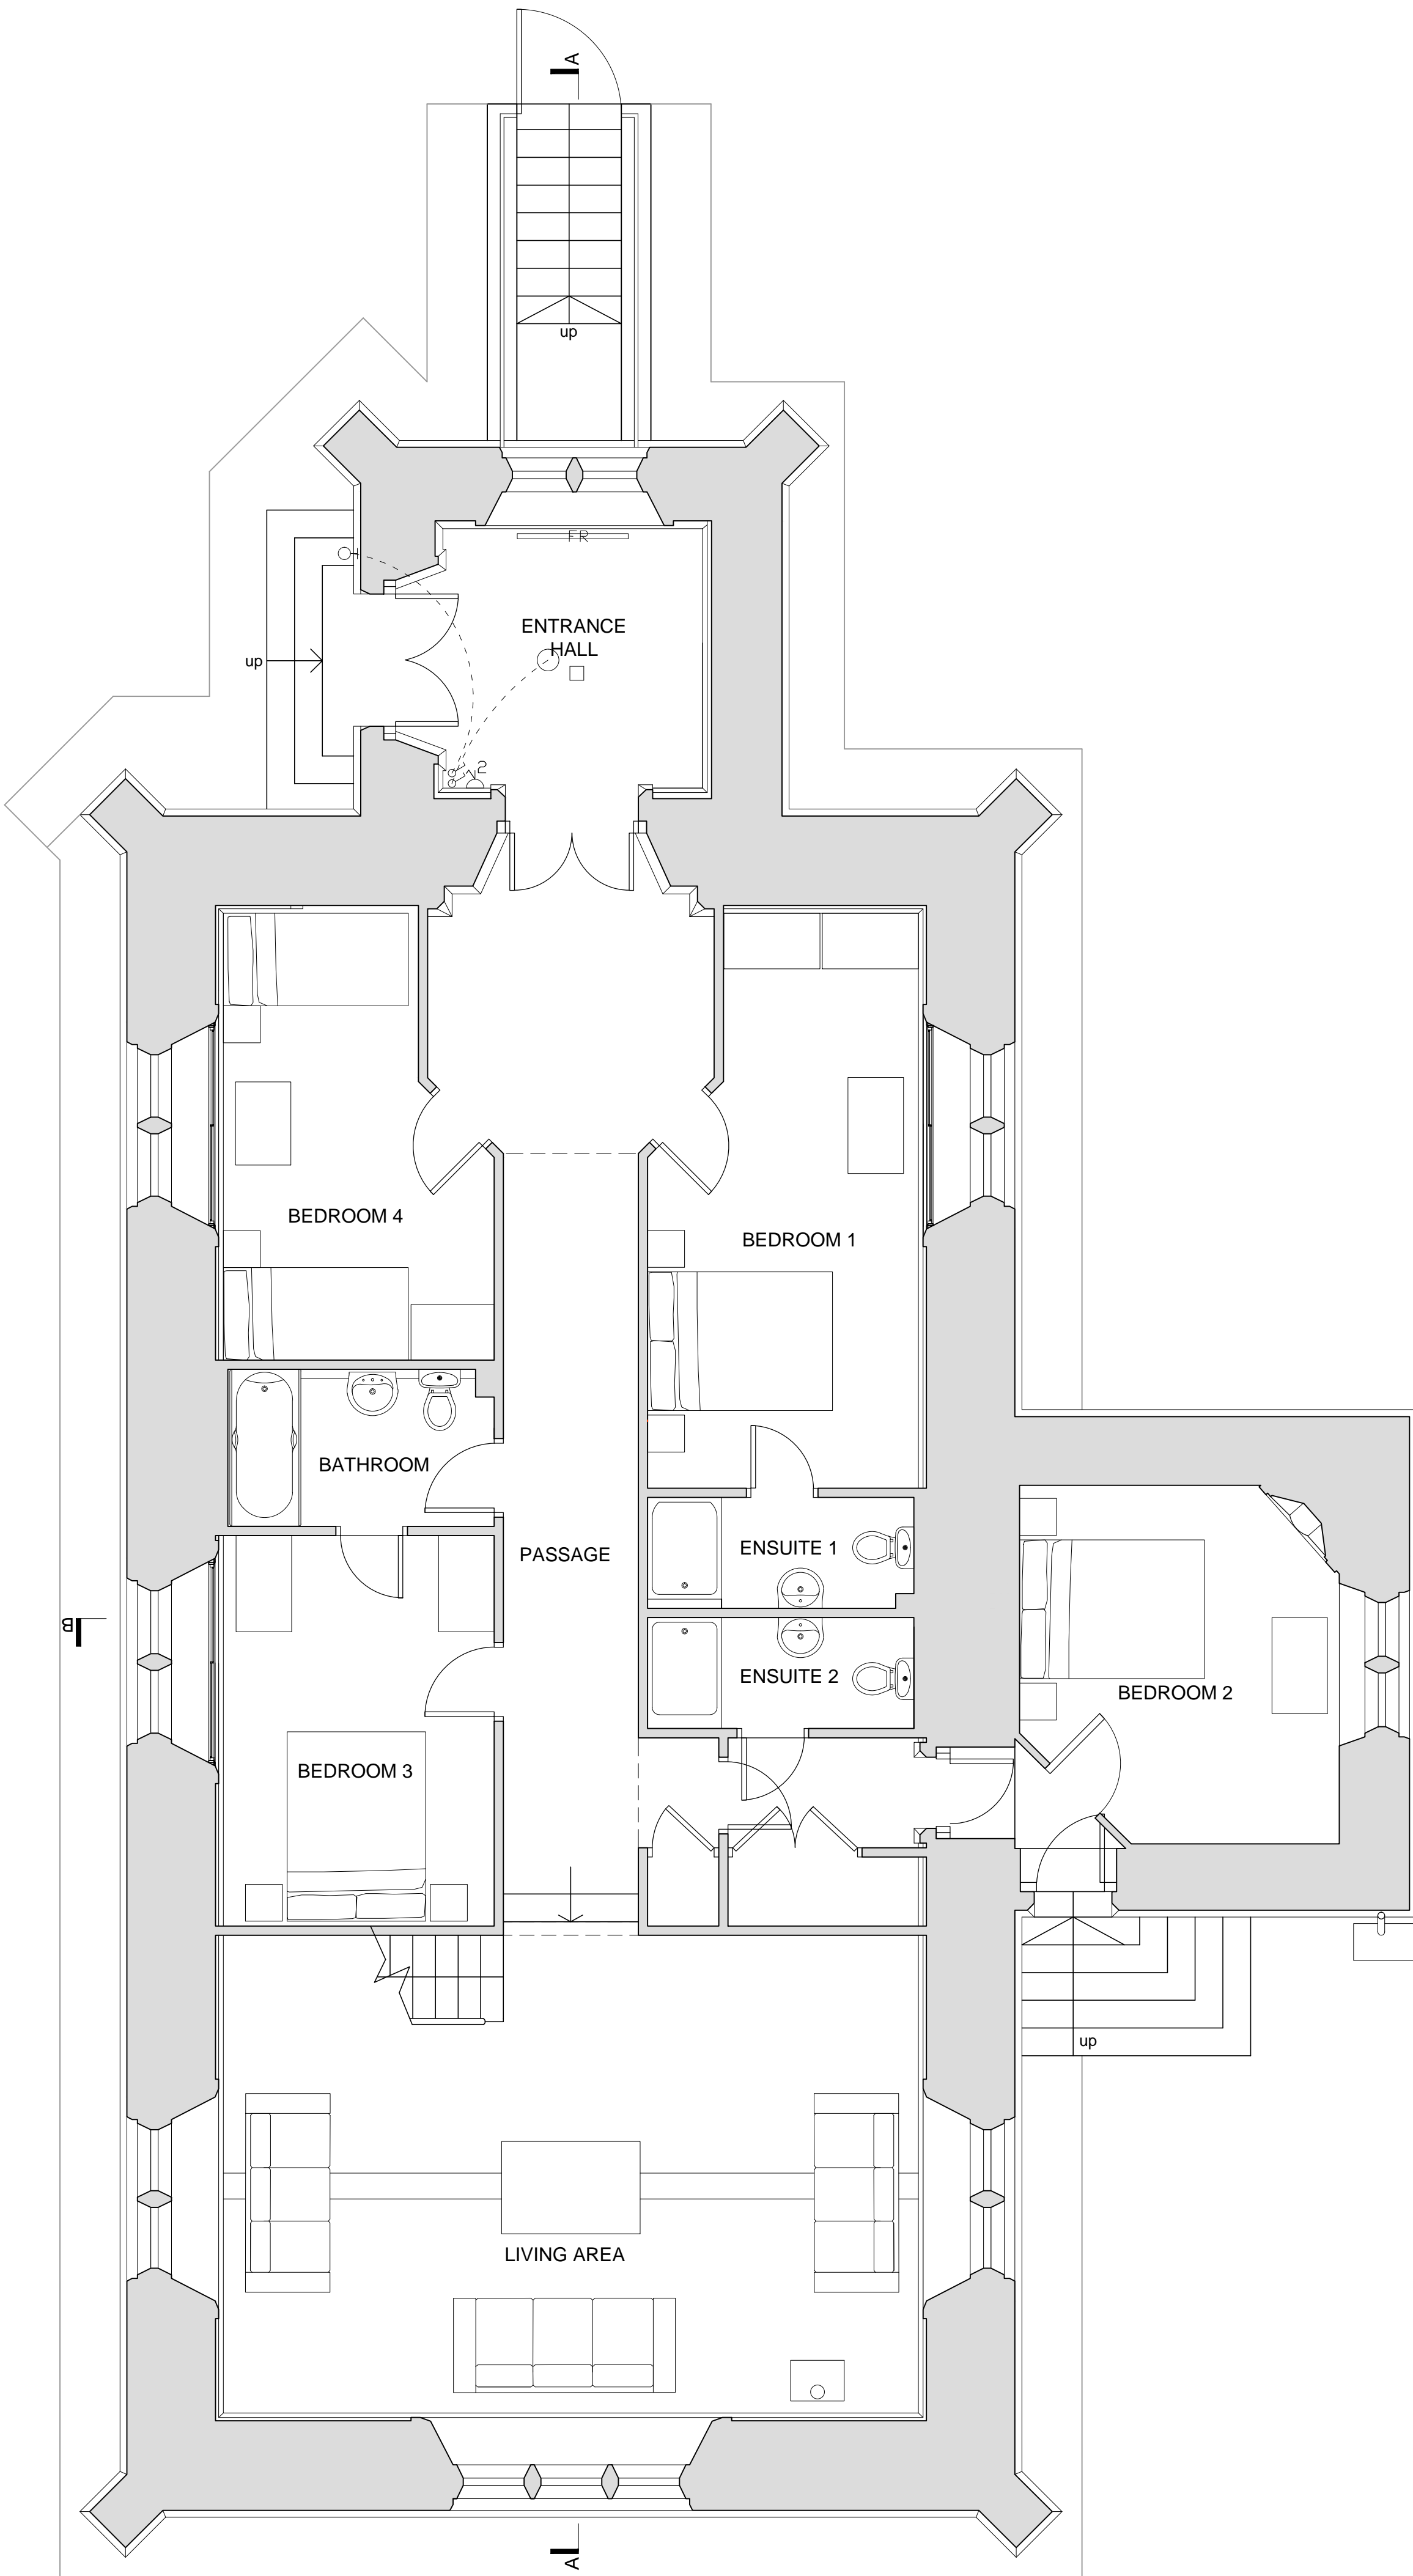 A
up
FR
ENTRANCE
HALL
up
2
BEDROOM 4
BEDROOM 1
BATHROOM
PASSAGE
ENSUITE 1
B
ENSUITE 2
BEDROOM 2
BEDROOM 3
up
LIVING AREA
A